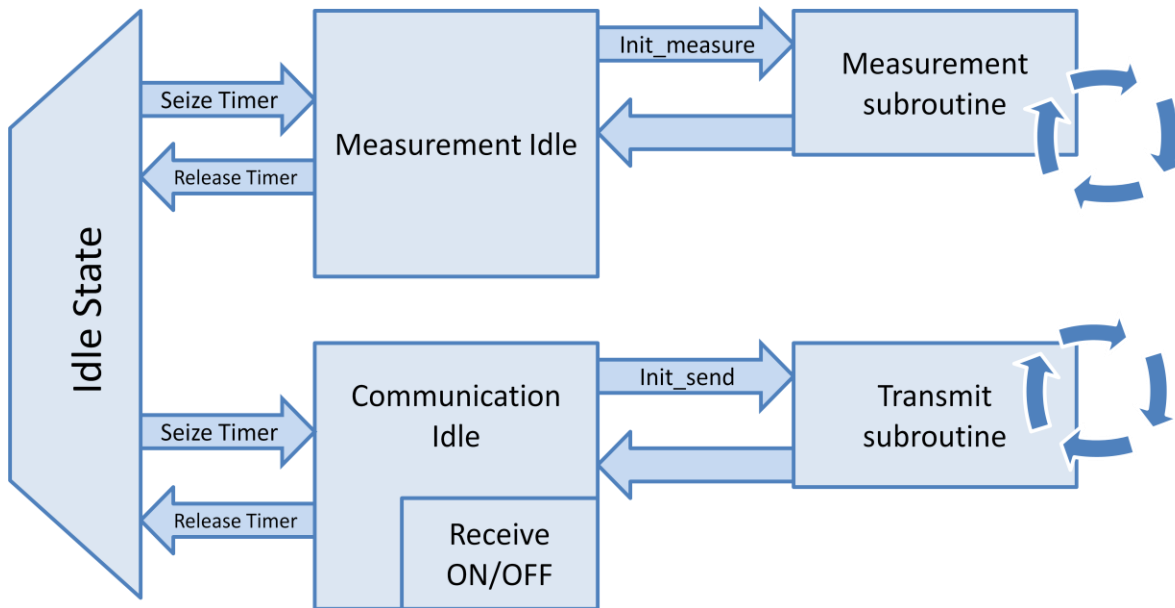 Idle State
Seize Timer
Release Timer
Measurement Idle
Init_measure
Measurement
subroutine
Seize Timer
Release Timer
Communication
Idle
Receive
ON/OFF
Init_send
Transmit
subroutine